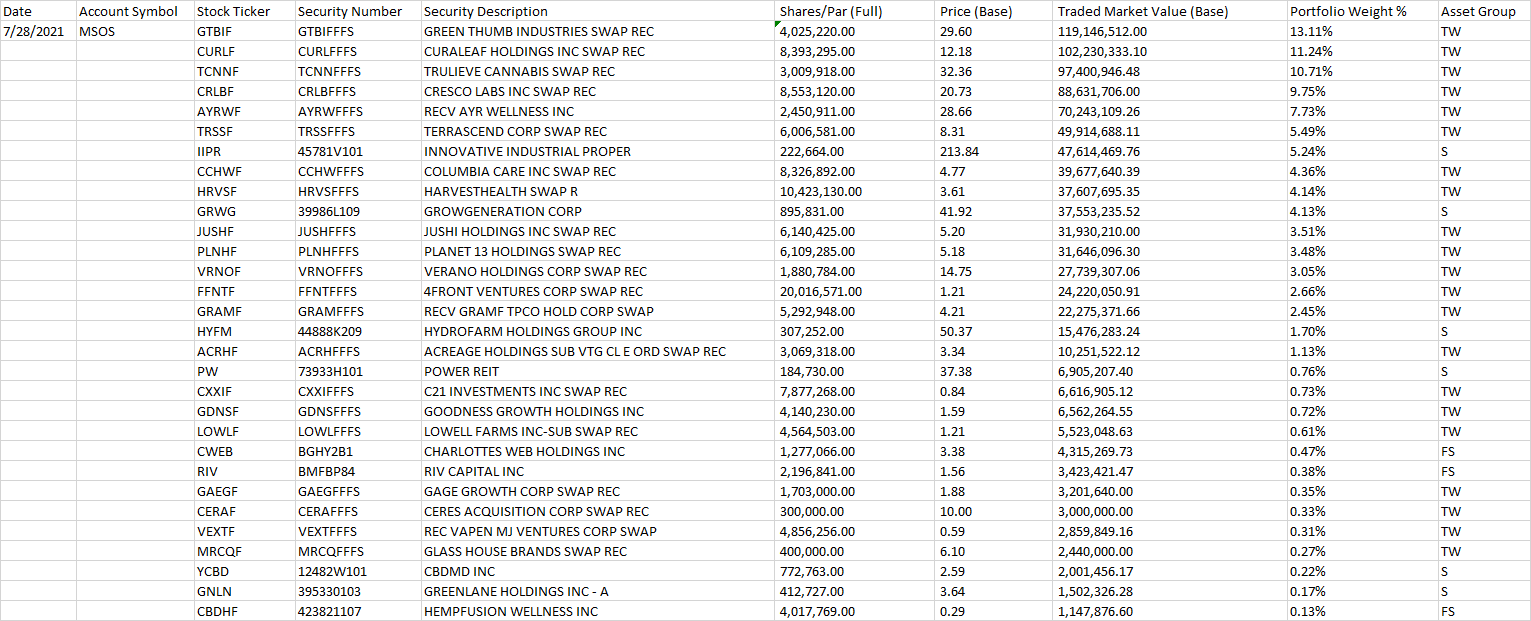 Date Account Symbol Stock Ticker Security Number Security Description Shares/Par (Full) Price (Base) Traded Market Value (Base) Portfolio Weight % Asset Group
7/28/2021 MSOS GTBIF GTBIFFFS GREEN THUMB INDUSTRIES SWAP REC 4,025,220.00 29.60 119,146,512.00 13.11% TW
CURLF CURLFFFS CURALEAF HOLDINGS INC SWAP REC 8,393,295.00 12.18 102,230,333.10 11.24% TW
TCNNF TCNNFFFS TRULIEVE CANNABIS SWAP REC 3,009,918.00 32.36 97,400,946.48 10.71% TW
CRLBF CRLBFFFS CRESCO LABS INC SWAP REC 8,553,120.00 20.73 88,631,706.00 9.75% TW
AYRWF AYRWFFFS RECV AYR WELLNESS INC 2,450,911.00 28.66 70,243,109.26 7.73% TW
TRSSF TRSSFFFS TERRASCEND CORP SWAP REC 6,006,581.00 8.31 49,914,688.11 5.49% TW
IIPR 45781V101 INNOVATIVE INDUSTRIAL PROPER 222,664.00 213.84 47,614,469.76 5.24% S
CCHWF CCHWFFFS COLUMBIA CARE INC SWAP REC 8,326,892.00 4.77 39,677,640.39 4.36% TW
HRVSF HRVSFFFS HARVESTHEALTH SWAP R 10,423,130.00 3.61 37,607,695.35 4.14% TW
GRWG 39986L109 GROWGENERATION CORP 895,831.00 41.92 37,553,235.52 4.13% S
JUSHF JUSHFFFS JUSHI HOLDINGS INC SWAP REC 6,140,425.00 5.20 31,930,210.00 3.51% TW
PLNHF PLNHFFFS PLANET 13 HOLDINGS SWAP REC 6,109,285.00 5.18 31,646,096.30 3.48% TW
VRNOF VRNOFFFS VERANO HOLDINGS CORP SWAP REC 1,880,784.00 14.75 27,739,307.06 3.05% TW
FFNTF FFNTFFFS 4FRONT VENTURES CORP SWAP REC 20,016,571.00 1.21 24,220,050.91 2.66% TW
GRAMF GRAMFFFS RECV GRAMF TPCO HOLD CORP SWAP 5,292,948.00 4.21 22,275,371.66 2.45% TW
HYFM 44888K209 HYDROFARM HOLDINGS GROUP INC 307,252.00 50.37 15,476,283.24 1.70% S
ACRHF ACRHFFFS ACREAGE HOLDINGS SUB VTG CL E ORD SWAP REC 3,069,318.00 3.34 10,251,522.12 1.13% TW
PW 73933H101 POWER REIT 184,730.00 37.38 6,905,207.40 0.76% S
CXXIF CXXIFFFS C21 INVESTMENTS INC SWAP REC 7,877,268.00 0.84 6,616,905.12 0.73% TW
GDNSF GDNSFFFS GOODNESS GROWTH HOLDINGS INC 4,140,230.00 1.59 6,562,264.55 0.72% TW
LOWLF LOWLFFFS LOWELL FARMS INC-SUB SWAP REC 4,564,503.00 1.21 5,523,048.63 0.61% TW
CWEB BGHY2B1 CHARLOTTES WEB HOLDINGS INC 1,277,066.00 3.38 4,315,269.73 0.47% FS
RIV BMFBP84 RIV CAPITAL INC 2,196,841.00 1.56 3,423,421.47 0.38% FS
GAEGF GAEGFFFS GAGE GROWTH CORP SWAP REC 1,703,000.00 1.88 3,201,640.00 0.35% TW
CERAF CERAFFFS CERES ACQUISITION CORP SWAP REC 300,000.00 10.00 3,000,000.00 0.33% TW
VEXTF VEXTFFFS REC VAPEN MJ VENTURES CORP SWAP 4,856,256.00 0.59 2,859,849.16 0.31% TW
MRCQF MRCQFFFS GLASS HOUSE BRANDS SWAP REC 400,000.00 6.10 2,440,000.00 0.27% TW
YCBD 12482W101 CBDMD INC 772,763.00 2.59 2,001,456.17 0.22% S
GNLN 395330103 GREENLANE HOLDINGS INC - A 412,727.00 3.64 1,502,326.28 0.17% S
CBDHF 423821107 HEMPFUSION WELLNESS INC 4,017,769.00 0.29 1,147,876.60 0.13% FS